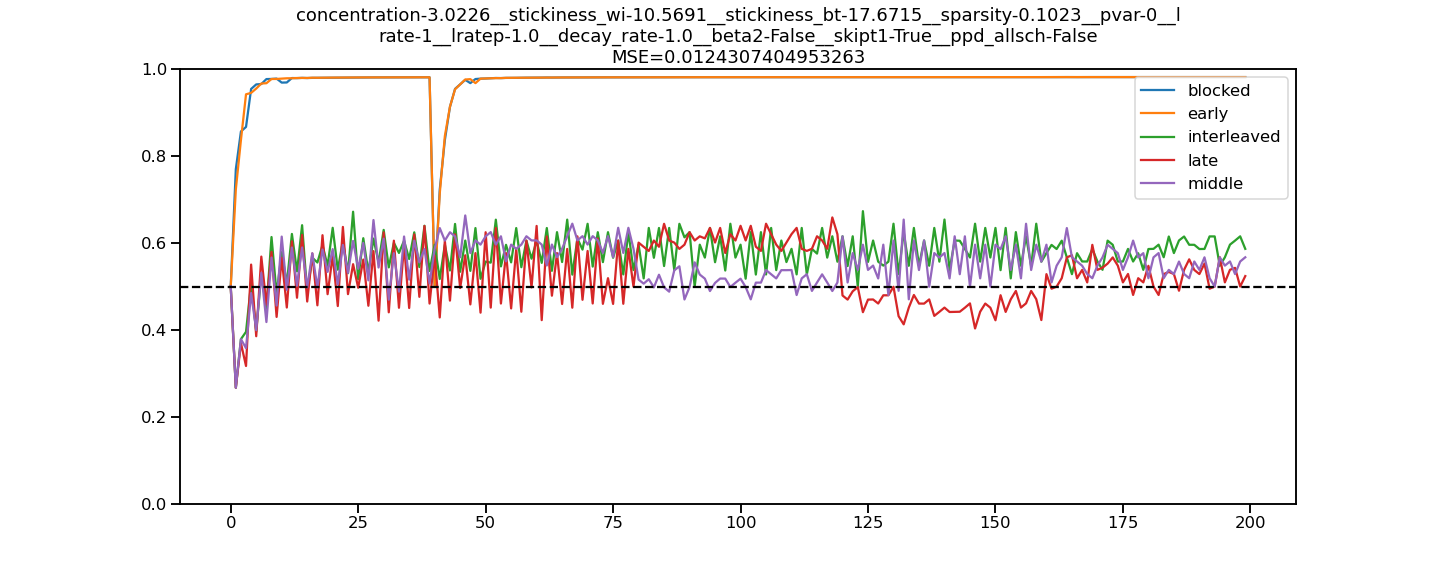 concentration-3.0226__stickiness_wi-10.5691__stickiness_bt-17.6715__sparsity-0.1023__pvar-0__l
rate-1__lratep-1.0__decay_rate-1.0__beta2-False__skipt1-True__ppd_allsch-False
MSE=0.0124307404953263
1.0
0.8
0.6
0.4
0.2
0.0
blocked
early
interleaved
late
middle
0 25 50 75 100 125 150 175 200